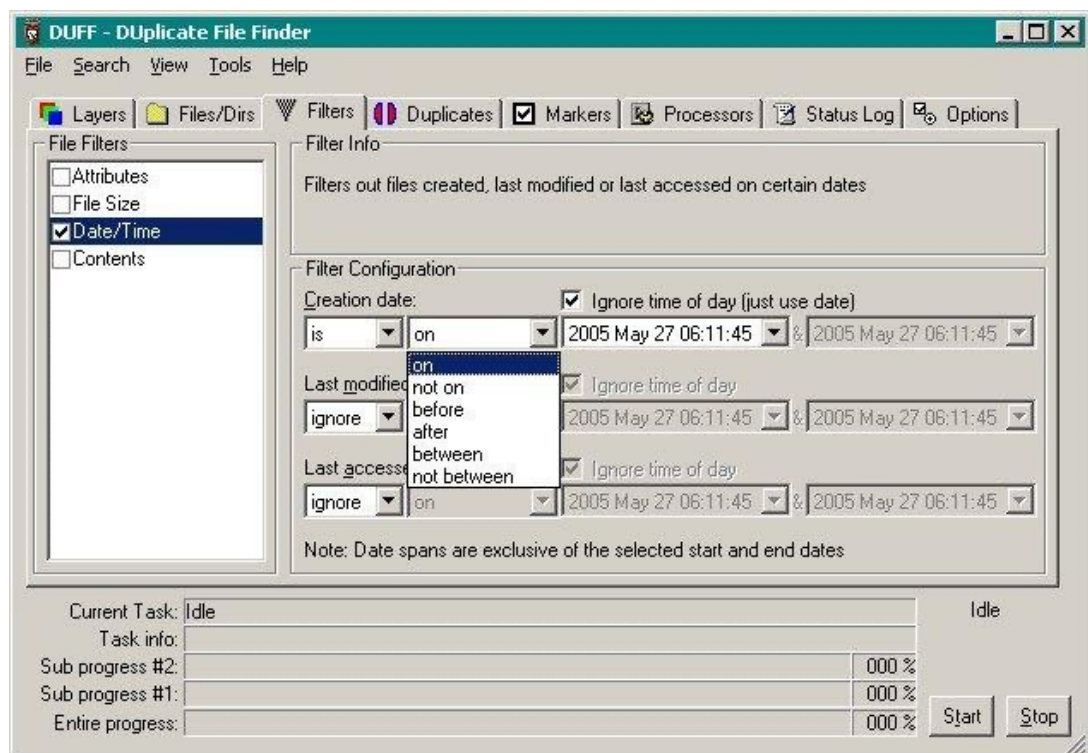 DUFF - DUplicate File Finder
File Search View Tools Help
Layers Files/Dirs Filters Duplicates Markers Processors Status Log Options
File Filters
Attributes
File Size
Date/Time
Contents
Filter Info
Filters out files created, last modified or last accessed on certain dates
Filter Configuration
Creation date: Ignore time of day (just use date)
is on 2005 May 27 06:11:45 & 2005 May 27 06:11:45
on
not on
before
after
between
not between
Last modified Ignore time of day
ignore 2005 May 27 06:11:45 & 2005 May 27 06:11:45
Last accesse Ignore time of day
ignore on 2005 May 27 06:11:45 & 2005 May 27 06:11:45
Note: Date spans are exclusive of the selected start and end dates
Current Task: Idle Idle
Task info:
Sub progress #2: 000 %
Sub progress #1: 000 %
Entire progress: 000 %
Start Stop